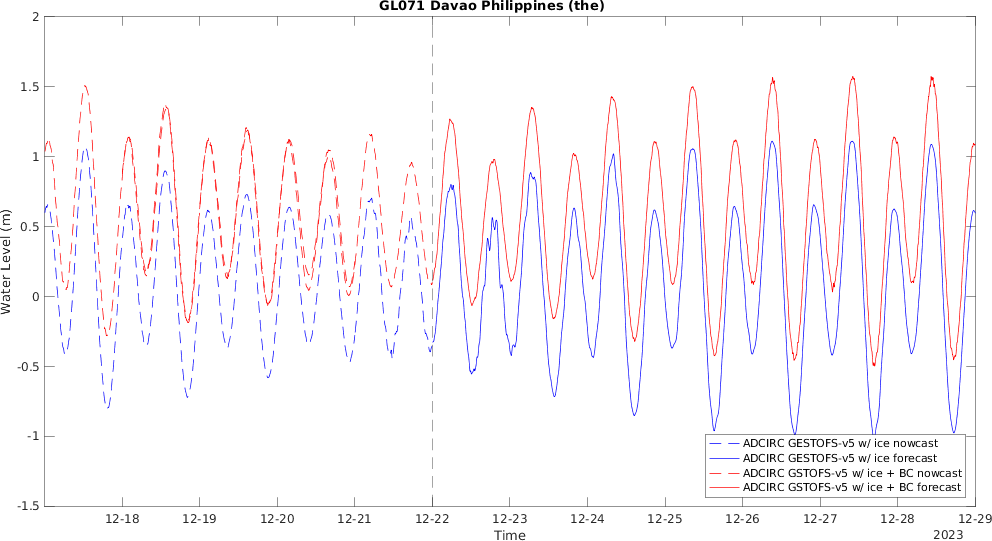 GL071 Davao Philippines (the)
2
1.5
1
0.5
0
-0.5
-1
-1.5
Water Level (m)
12-18 12-19 12-20 12-21 12-22 12-23 12-24 12-25 12-26 12-27 12-28 12-29
Time
2023
ADCIRC GESTOFS-v5 w/ ice nowcast
ADCIRC GESTOFS-v5 w/ ice forecast
ADCIRC GSTOFS-v5 w/ ice + BC nowcast
ADCIRC GSTOFS-v5 w/ ice + BC forecast